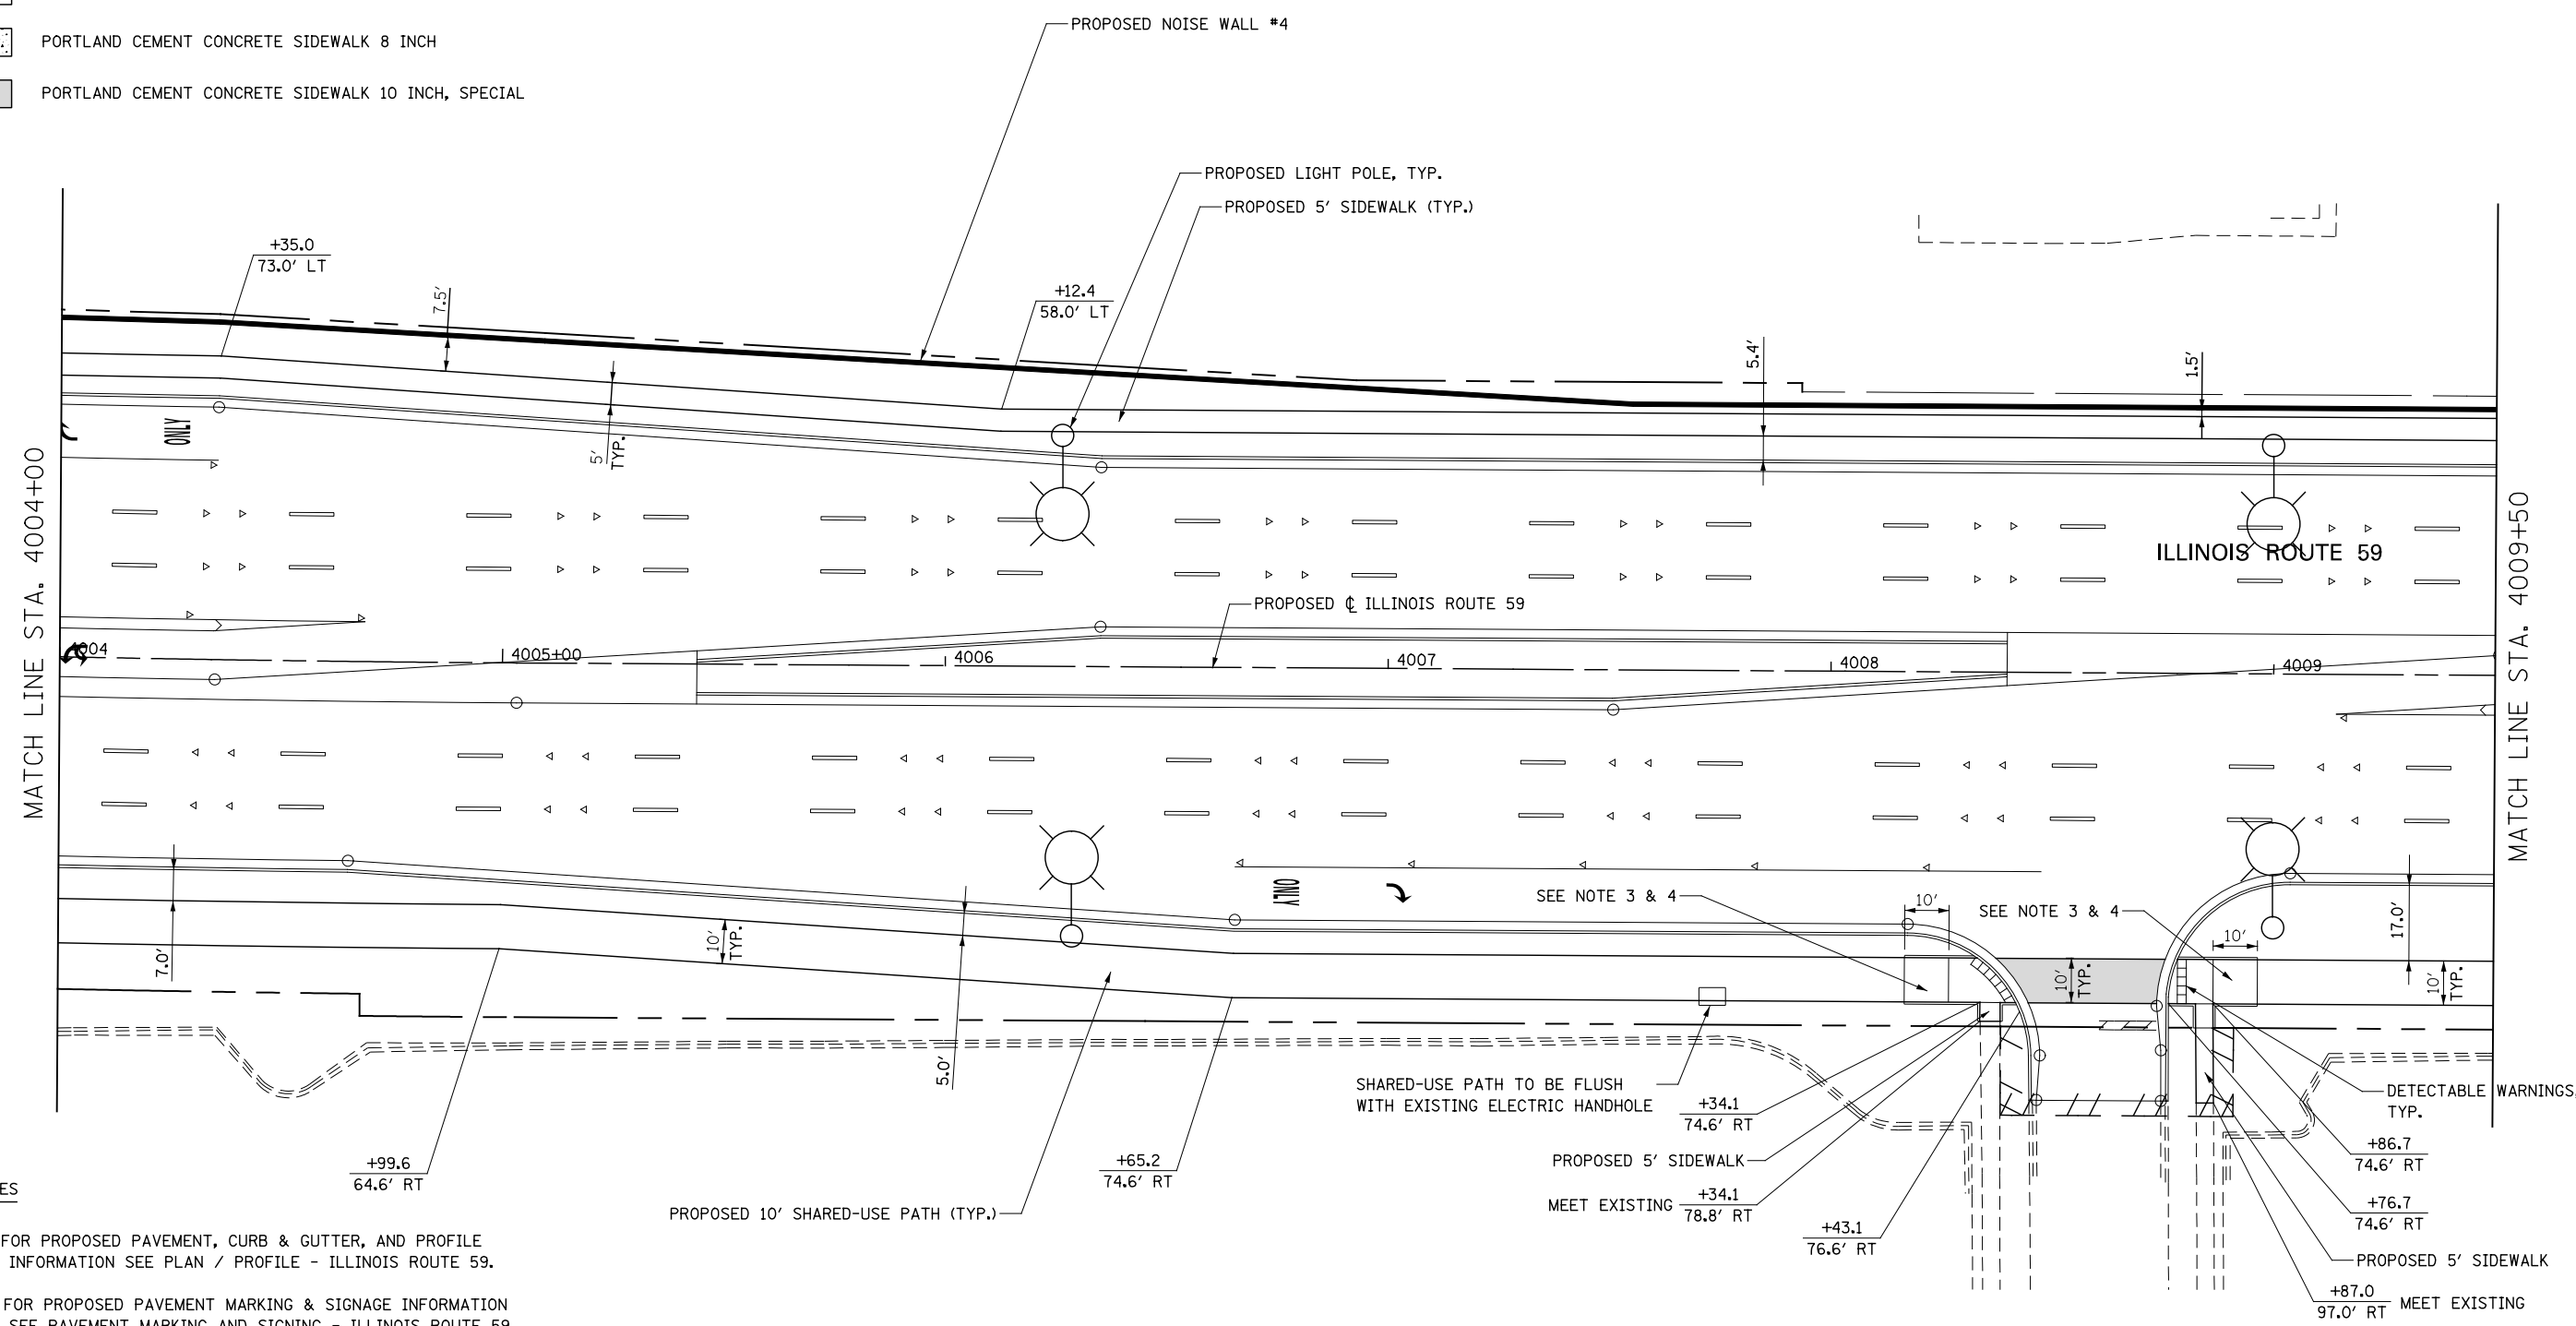 PROPOSED NOISE WALL #4
PORTLAND CEMENT CONCRETE SIDEWALK 8 INCH
PORTLAND CEMENT CONCRETE SIDEWALK 10 INCH, SPECIAL
PROPOSED LIGHT POLE, TYP.
PROPOSED 5' SIDEWALK (TYP.)
+35.0
73.0' LT
7.5'
+12.4
58.0' LT
5.4'
1.5'
ONLY
5'
TYP.
MATCH LINE STA. 4004+00
MATCH LINE STA. 4009+50
ILLINOIS ROUTE 59
PROPOSED ℄ ILLINOIS ROUTE 59
4004
4005+00
4006
4007
4008
4009
ONLY
SEE NOTE 3 & 4
10'
SEE NOTE 3 & 4
10'
17.0'
7.0'
10'
TYP.
10'
TYP.
10'
TYP.
5.0'
SHARED-USE PATH TO BE FLUSH
WITH EXISTING ELECTRIC HANDHOLE
+34.1
74.6' RT
DETECTABLE WARNINGS,
TYP.
+99.6
64.6' RT
+65.2
74.6' RT
PROPOSED 5' SIDEWALK
+86.7
74.6' RT
MEET EXISTING
+34.1
78.8' RT
+76.7
74.6' RT
PROPOSED 10' SHARED-USE PATH (TYP.)
+43.1
76.6' RT
PROPOSED 5' SIDEWALK
+87.0
97.0' RT
MEET EXISTING
ES
FOR PROPOSED PAVEMENT, CURB & GUTTER, AND PROFILE
INFORMATION SEE PLAN / PROFILE - ILLINOIS ROUTE 59.
FOR PROPOSED PAVEMENT MARKING & SIGNAGE INFORMATION
SEE PAVEMENT MARKING AND SIGNING - ILLINOIS ROUTE 59